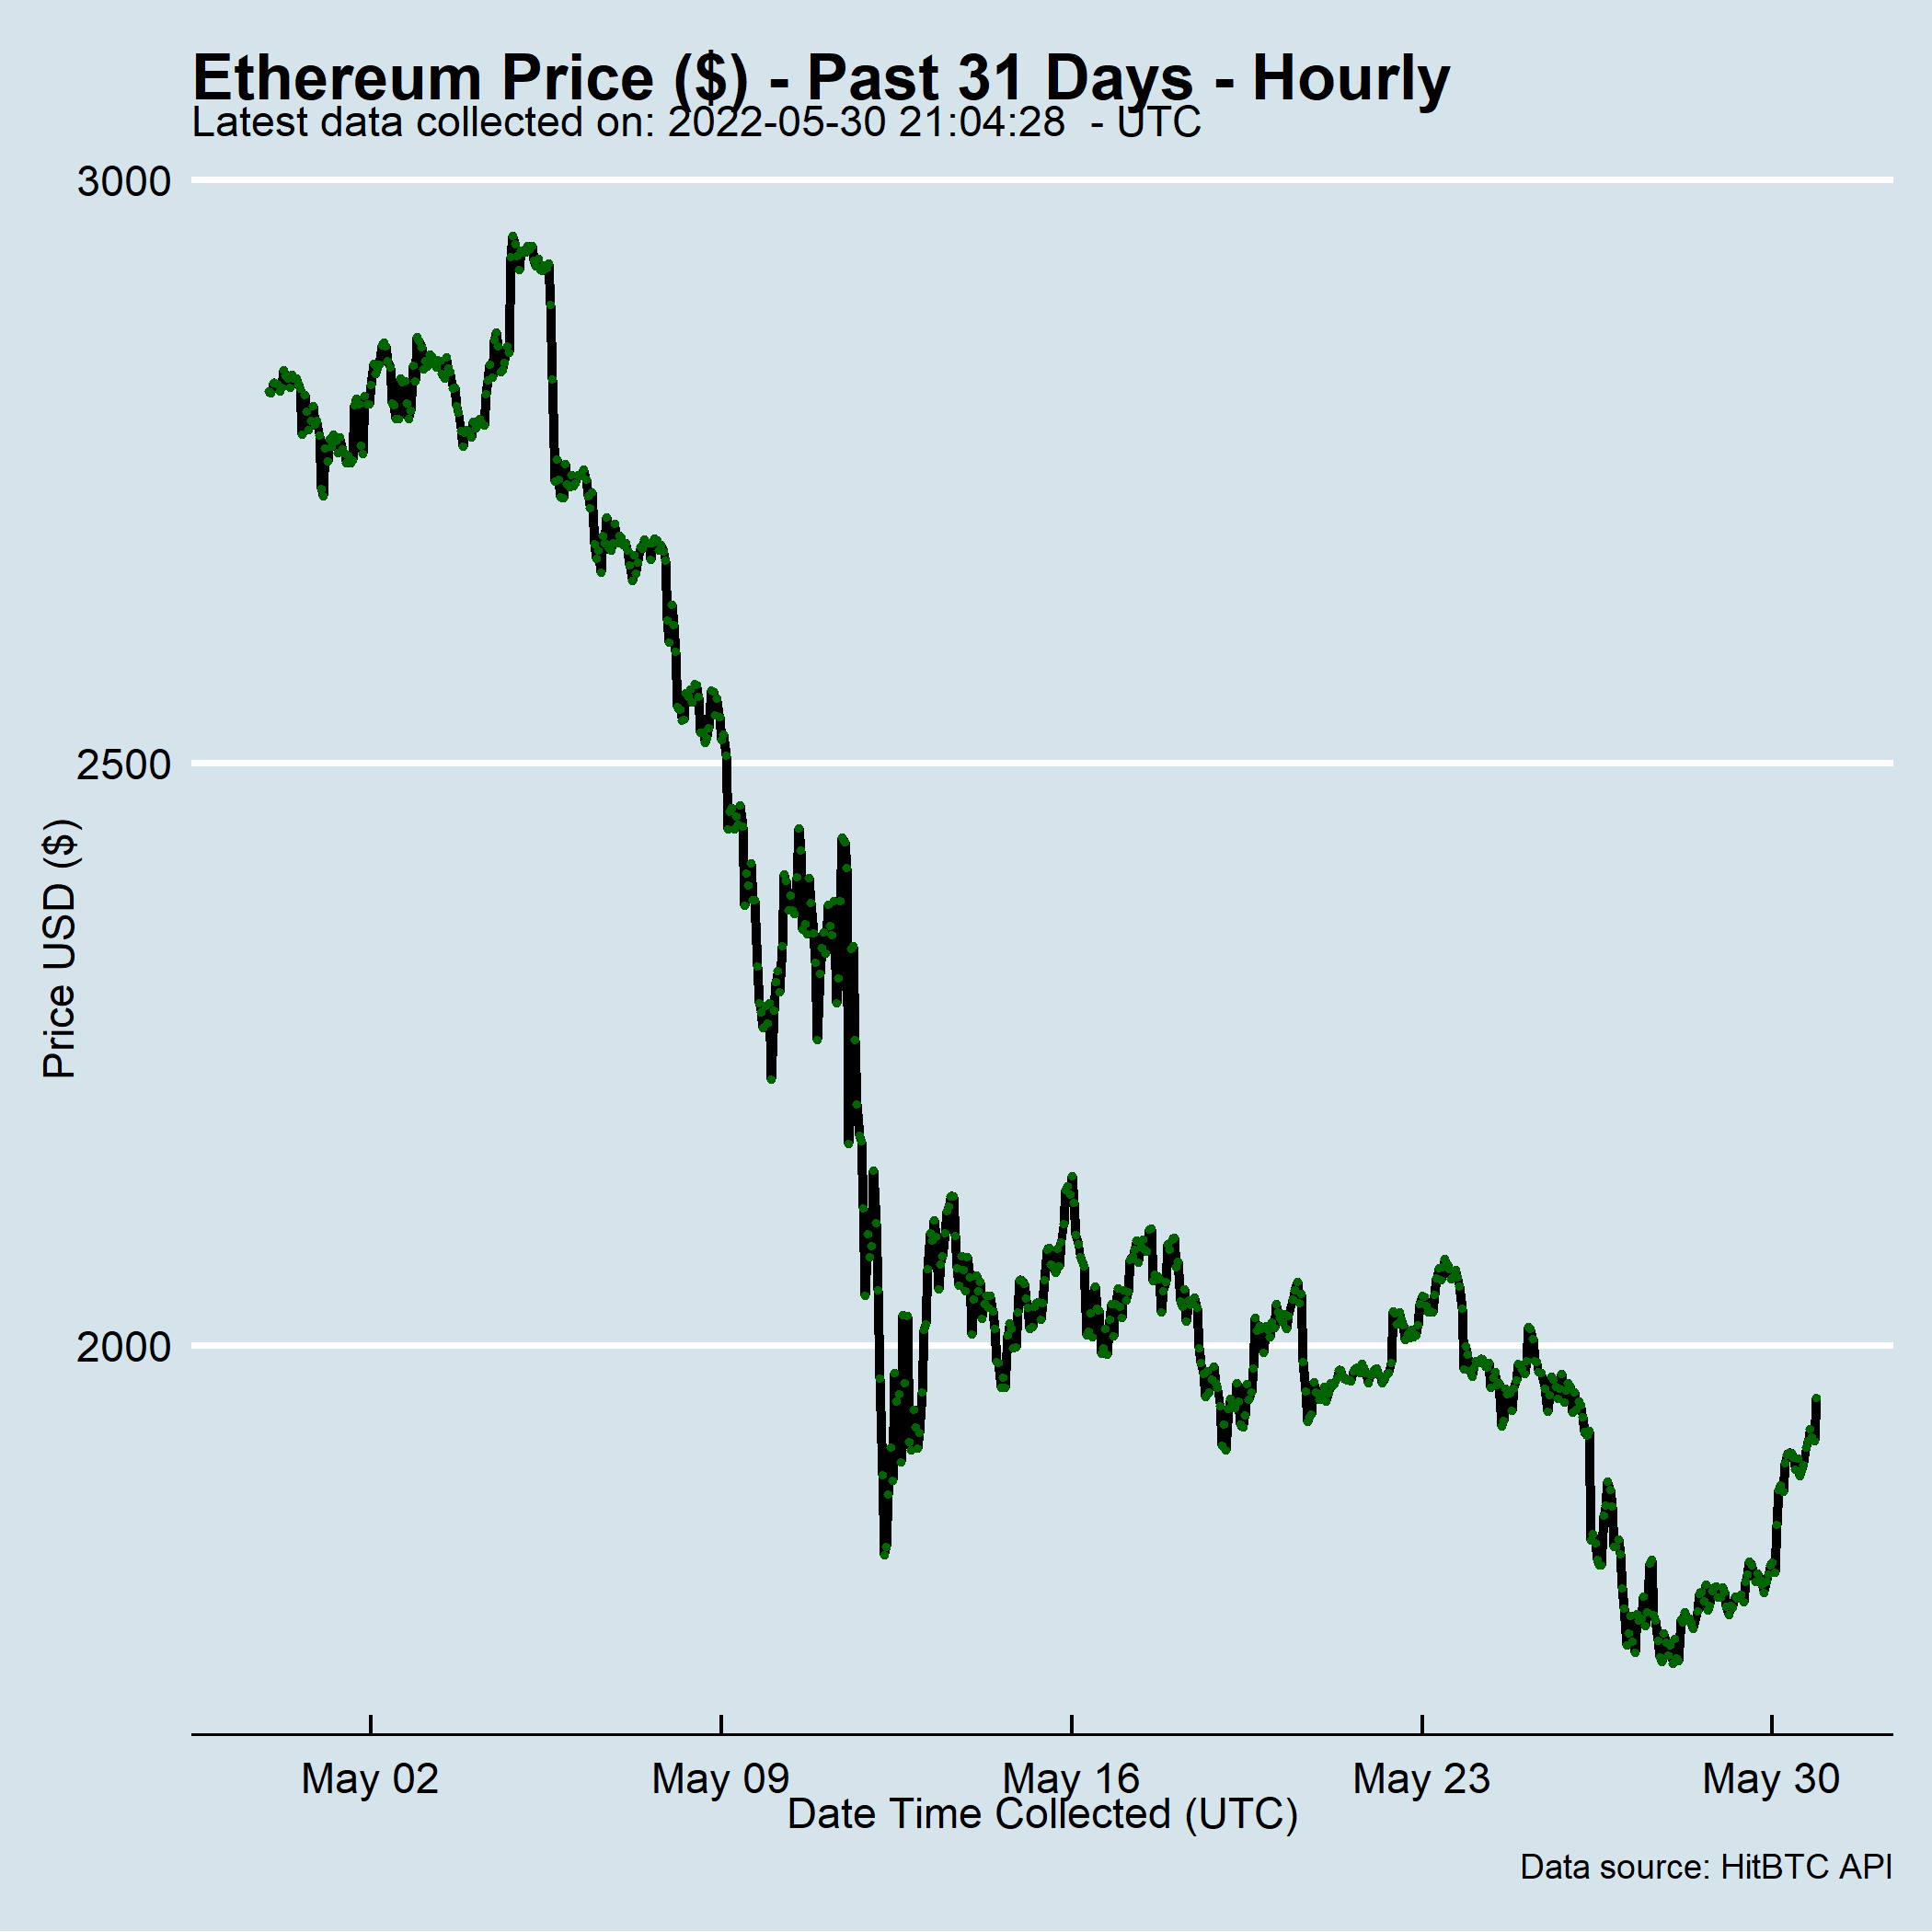 Ethereum Price ($) - Past 31 Days - Hourly
Latest data collected on: 2022-05-30 21:04:28  - UTC
3000
2500
2000
Price USD ($)
May 02
May 09
May 16
May 23
May 30
Date Time Collected (UTC)
Data source: HitBTC API